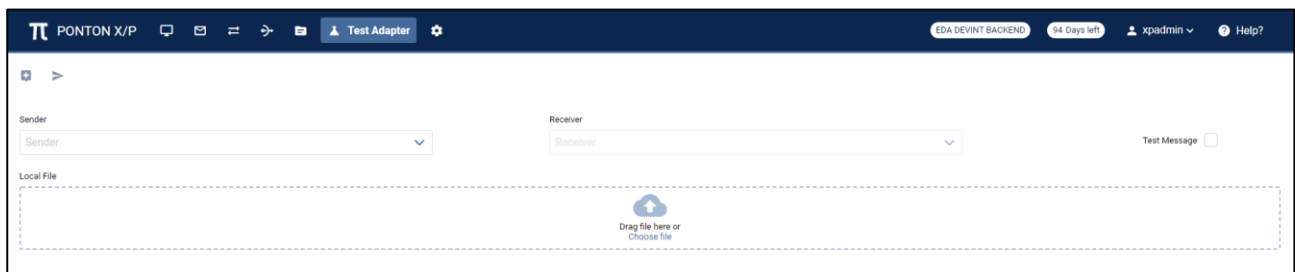 PONTON X/P Test Adapter EDA DEVINT BACKEND 94 Days left xpadmin Help?
Sender Receiver
Sender Receiver Test Message
Local File
Drag file here or
Choose file